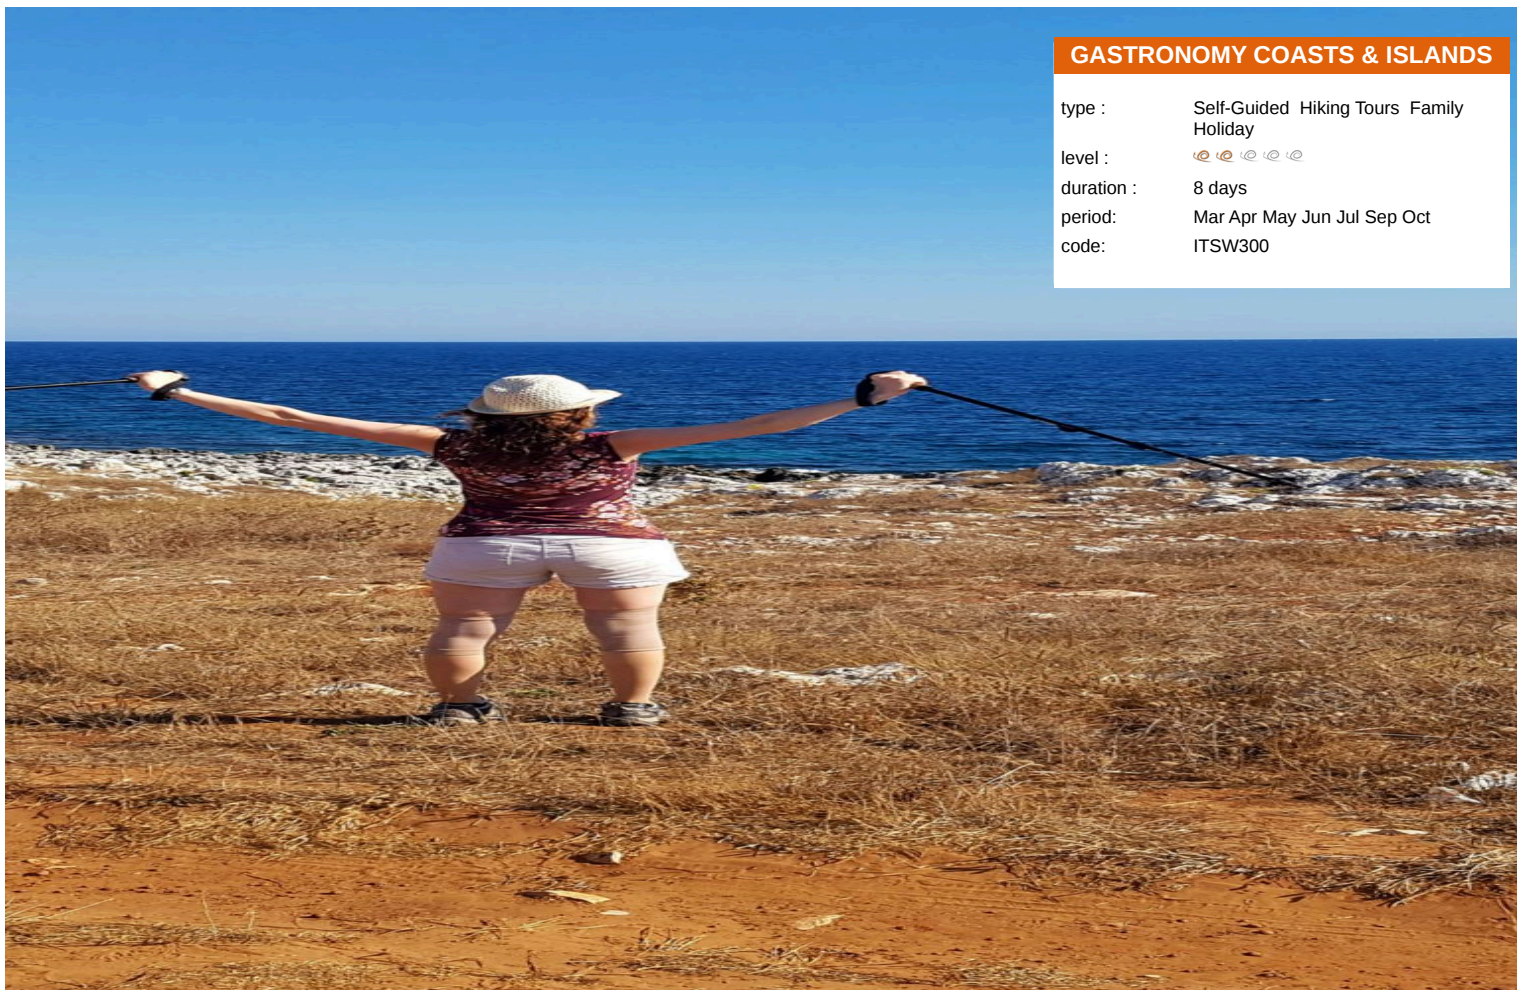 GASTRONOMY COASTS & ISLANDS
type : Self-Guided Hiking Tours Family
Holiday
level :
duration : 8 days
period: Mar Apr May Jun Jul Sep Oct
code: ITSW300